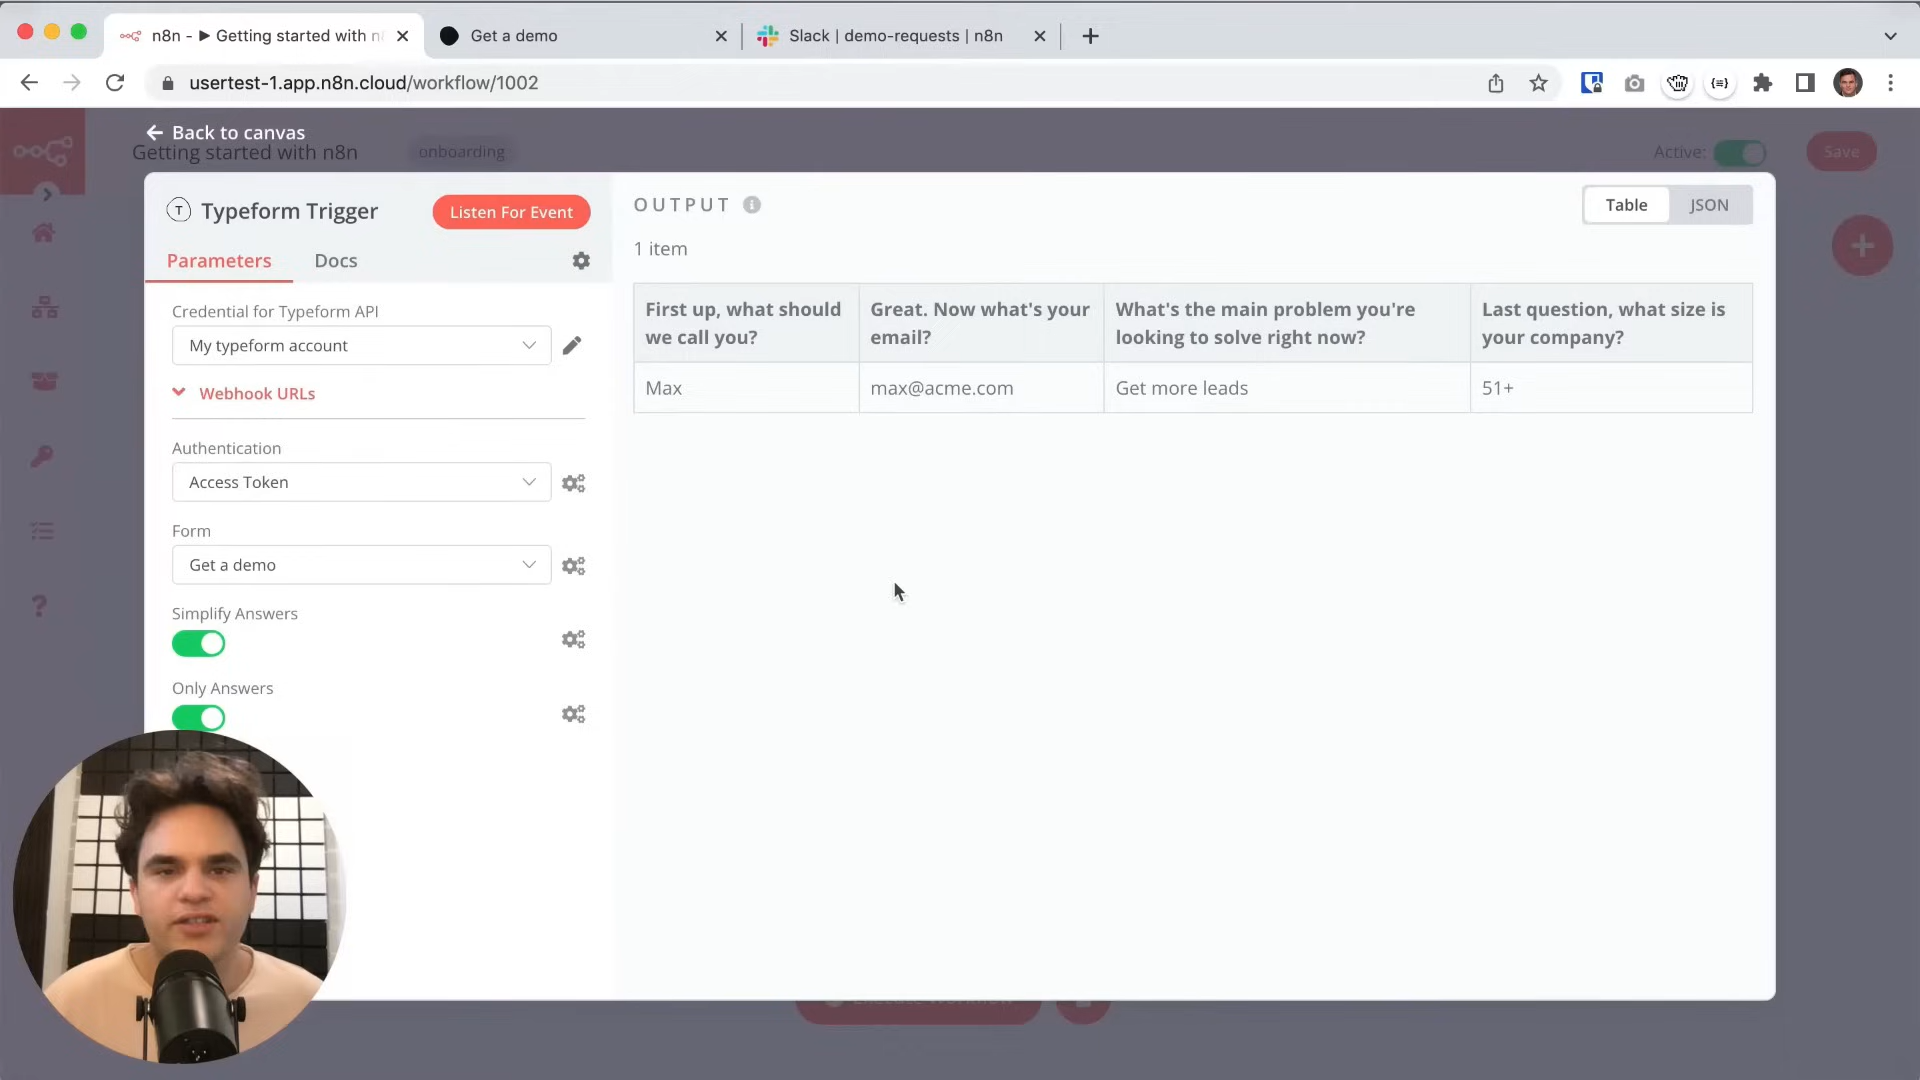 n8n - ▶ Getting started with n
Get a demo
Slack | demo-requests | n8n
usertest-1.app.n8n.cloud/workflow/1002
Back to canvas
Getting started with n8n
onboarding
Active:
Save
T
Typeform Trigger
Listen For Event
OUTPUT
Table
JSON
1 item
Parameters
Docs
First up, what should we call you?
Great. Now what's your email?
What's the main problem you're looking to solve right now?
Last question, what size is your company?
Max
max@acme.com
Get more leads
51+
Credential for Typeform API
My typeform account
Webhook URLs
Authentication
Access Token
Form
Get a demo
Simplify Answers
Only Answers